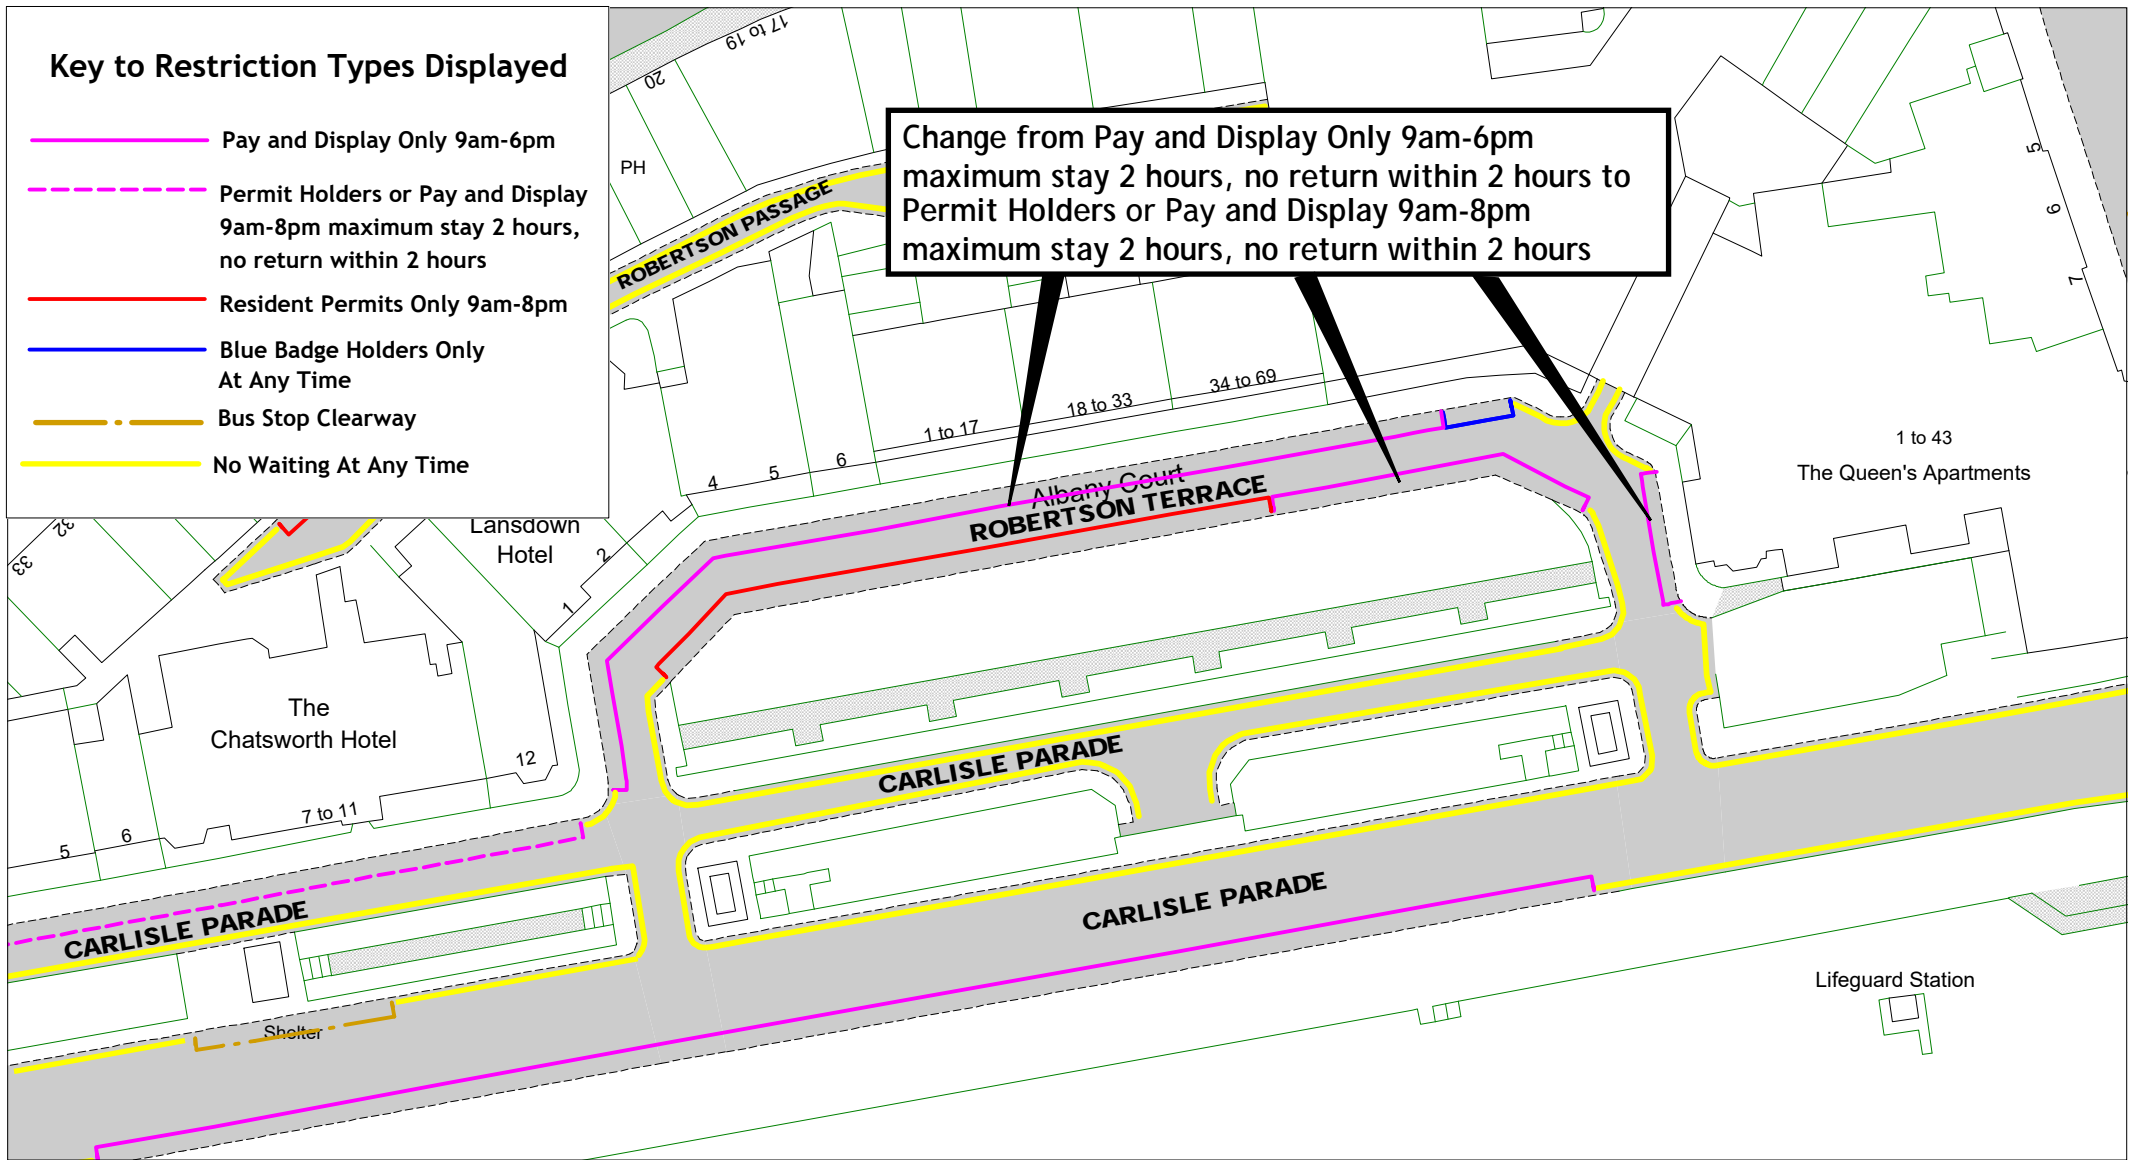 Key to Restriction Types Displayed
Pay and Display Only 9am-6pm
Permit Holders or Pay and Display
9am-8pm maximum stay 2 hours,
no return within 2 hours
Resident Permits Only 9am-8pm
Blue Badge Holders Only
At Any Time
Bus Stop Clearway
No Waiting At Any Time
17 to 19
20
PH
ROBERTSON PASSAGE
Change from Pay and Display Only 9am-6pm
maximum stay 2 hours, no return within 2 hours to
Permit Holders or Pay and Display 9am-8pm
maximum stay 2 hours, no return within 2 hours
5
6
7
34 to 69
18 to 33
1 to 17
6
5
4
Albany Court
ROBERTSON TERRACE
1 to 43
The Queen's Apartments
32
33
Lansdown
Hotel
2
1
The
Chatsworth Hotel
12
7 to 11
6
5
CARLISLE PARADE
CARLISLE PARADE
CARLISLE PARADE
Shelter
Lifeguard Station